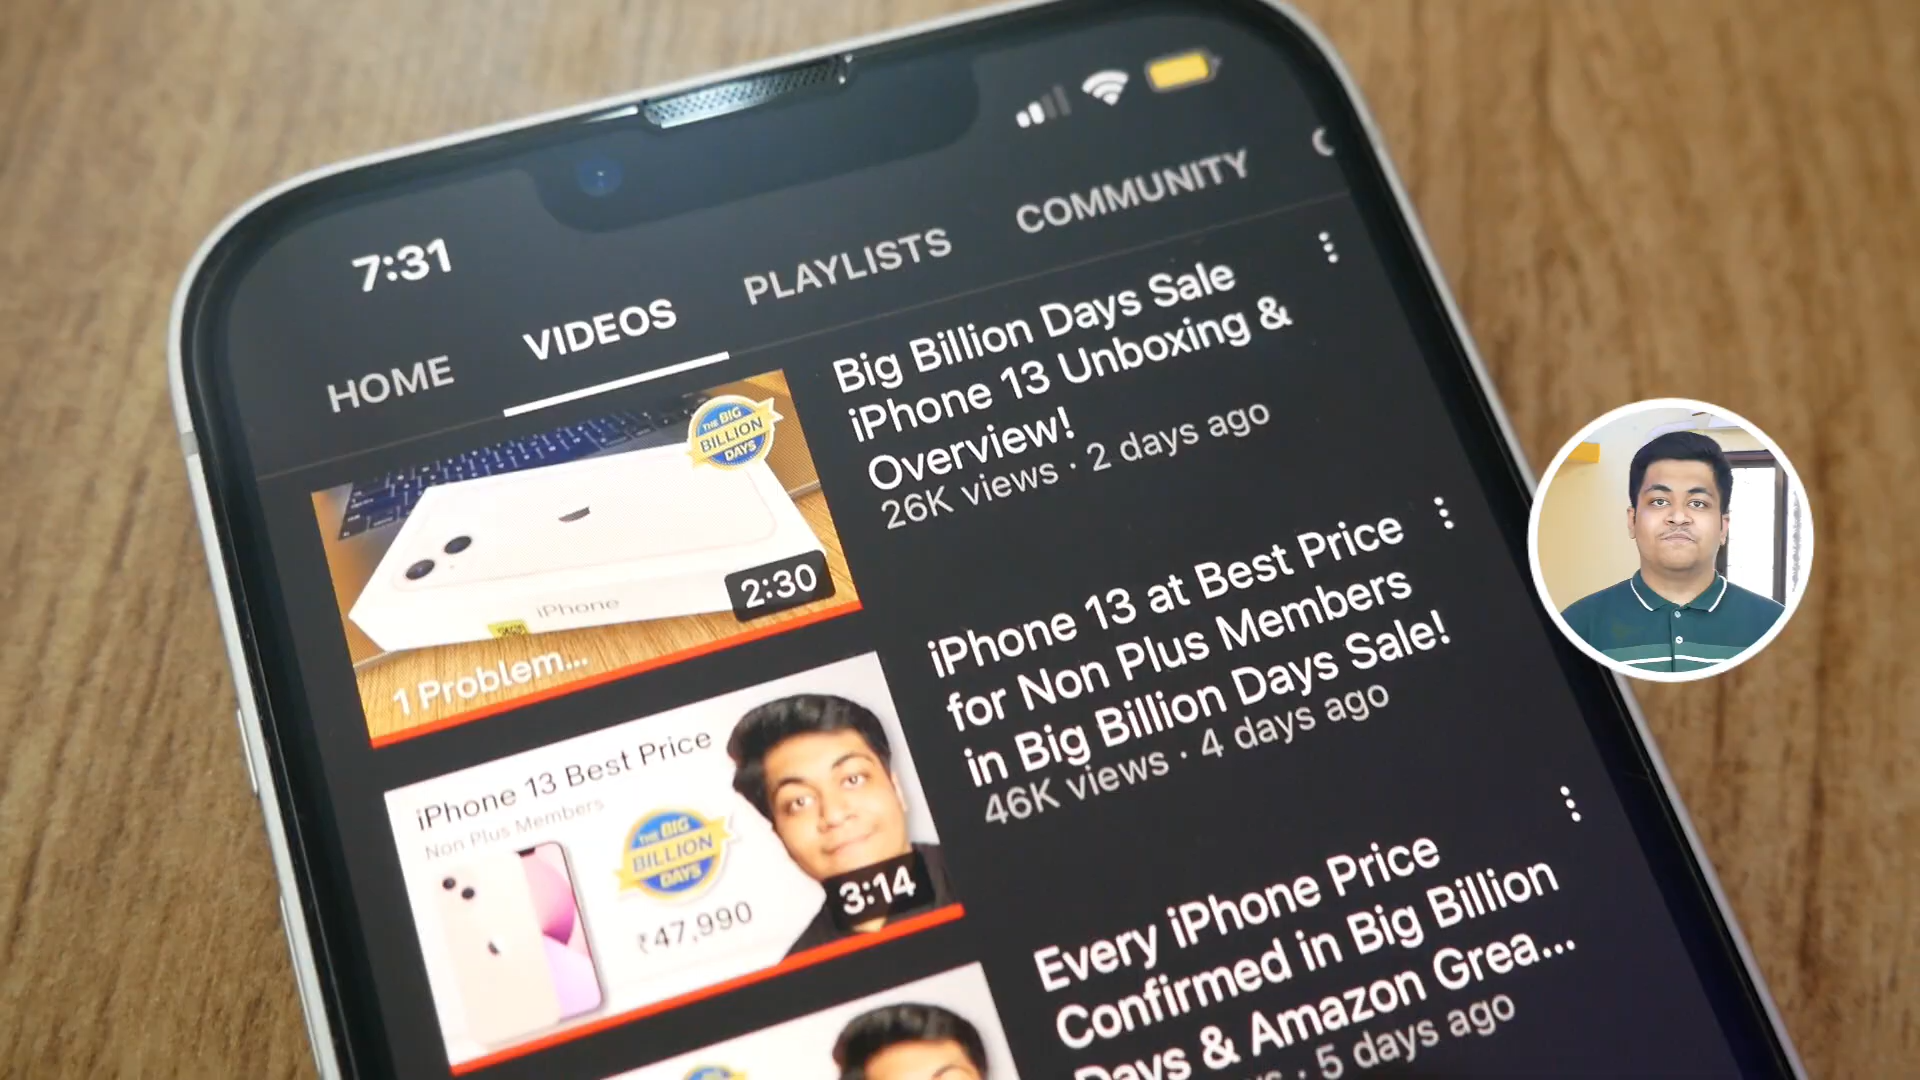 7:31
HOME
VIDEOS
PLAYLISTS
COMMUNITY
THE BIG
BILLION
DAYS
iPhone
2:30
1 Problem...
Big Billion Days Sale
iPhone 13 Unboxing &
Overview!
26K views · 2 days ago
iPhone 13 Best Price
Non Plus Members
THE BIG
BILLION
DAYS
₹47,990
3:14
iPhone 13 at Best Price
for Non Plus Members
in Big Billion Days Sale!
46K views · 4 days ago
Every iPhone Price
Confirmed in Big Billion
Days & Amazon Grea...
· 5 days ago